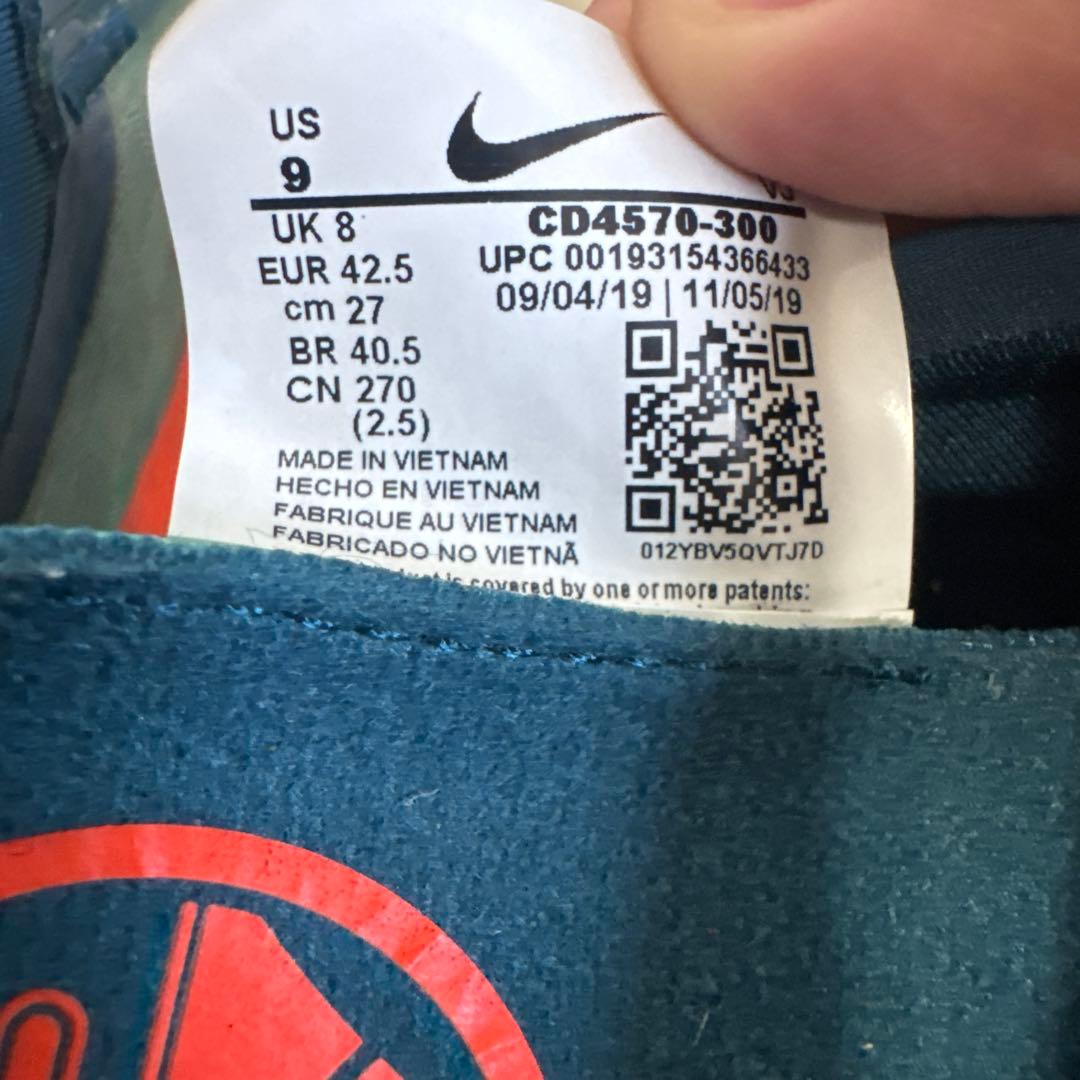 US
9
V3
UK 8
CD4570-300
EUR 42.5
UPC 00193154366433
cm 27
09/04/19 | 11/05/19
BR 40.5
CN 270
(2.5)
MADE IN VIETNAM
HECHO EN VIETNAM
FABRIQUE AU VIETNAM
FABRICADO NO VIETNÃ
012YBV5QVTJ7D
is covered by one or more patents: